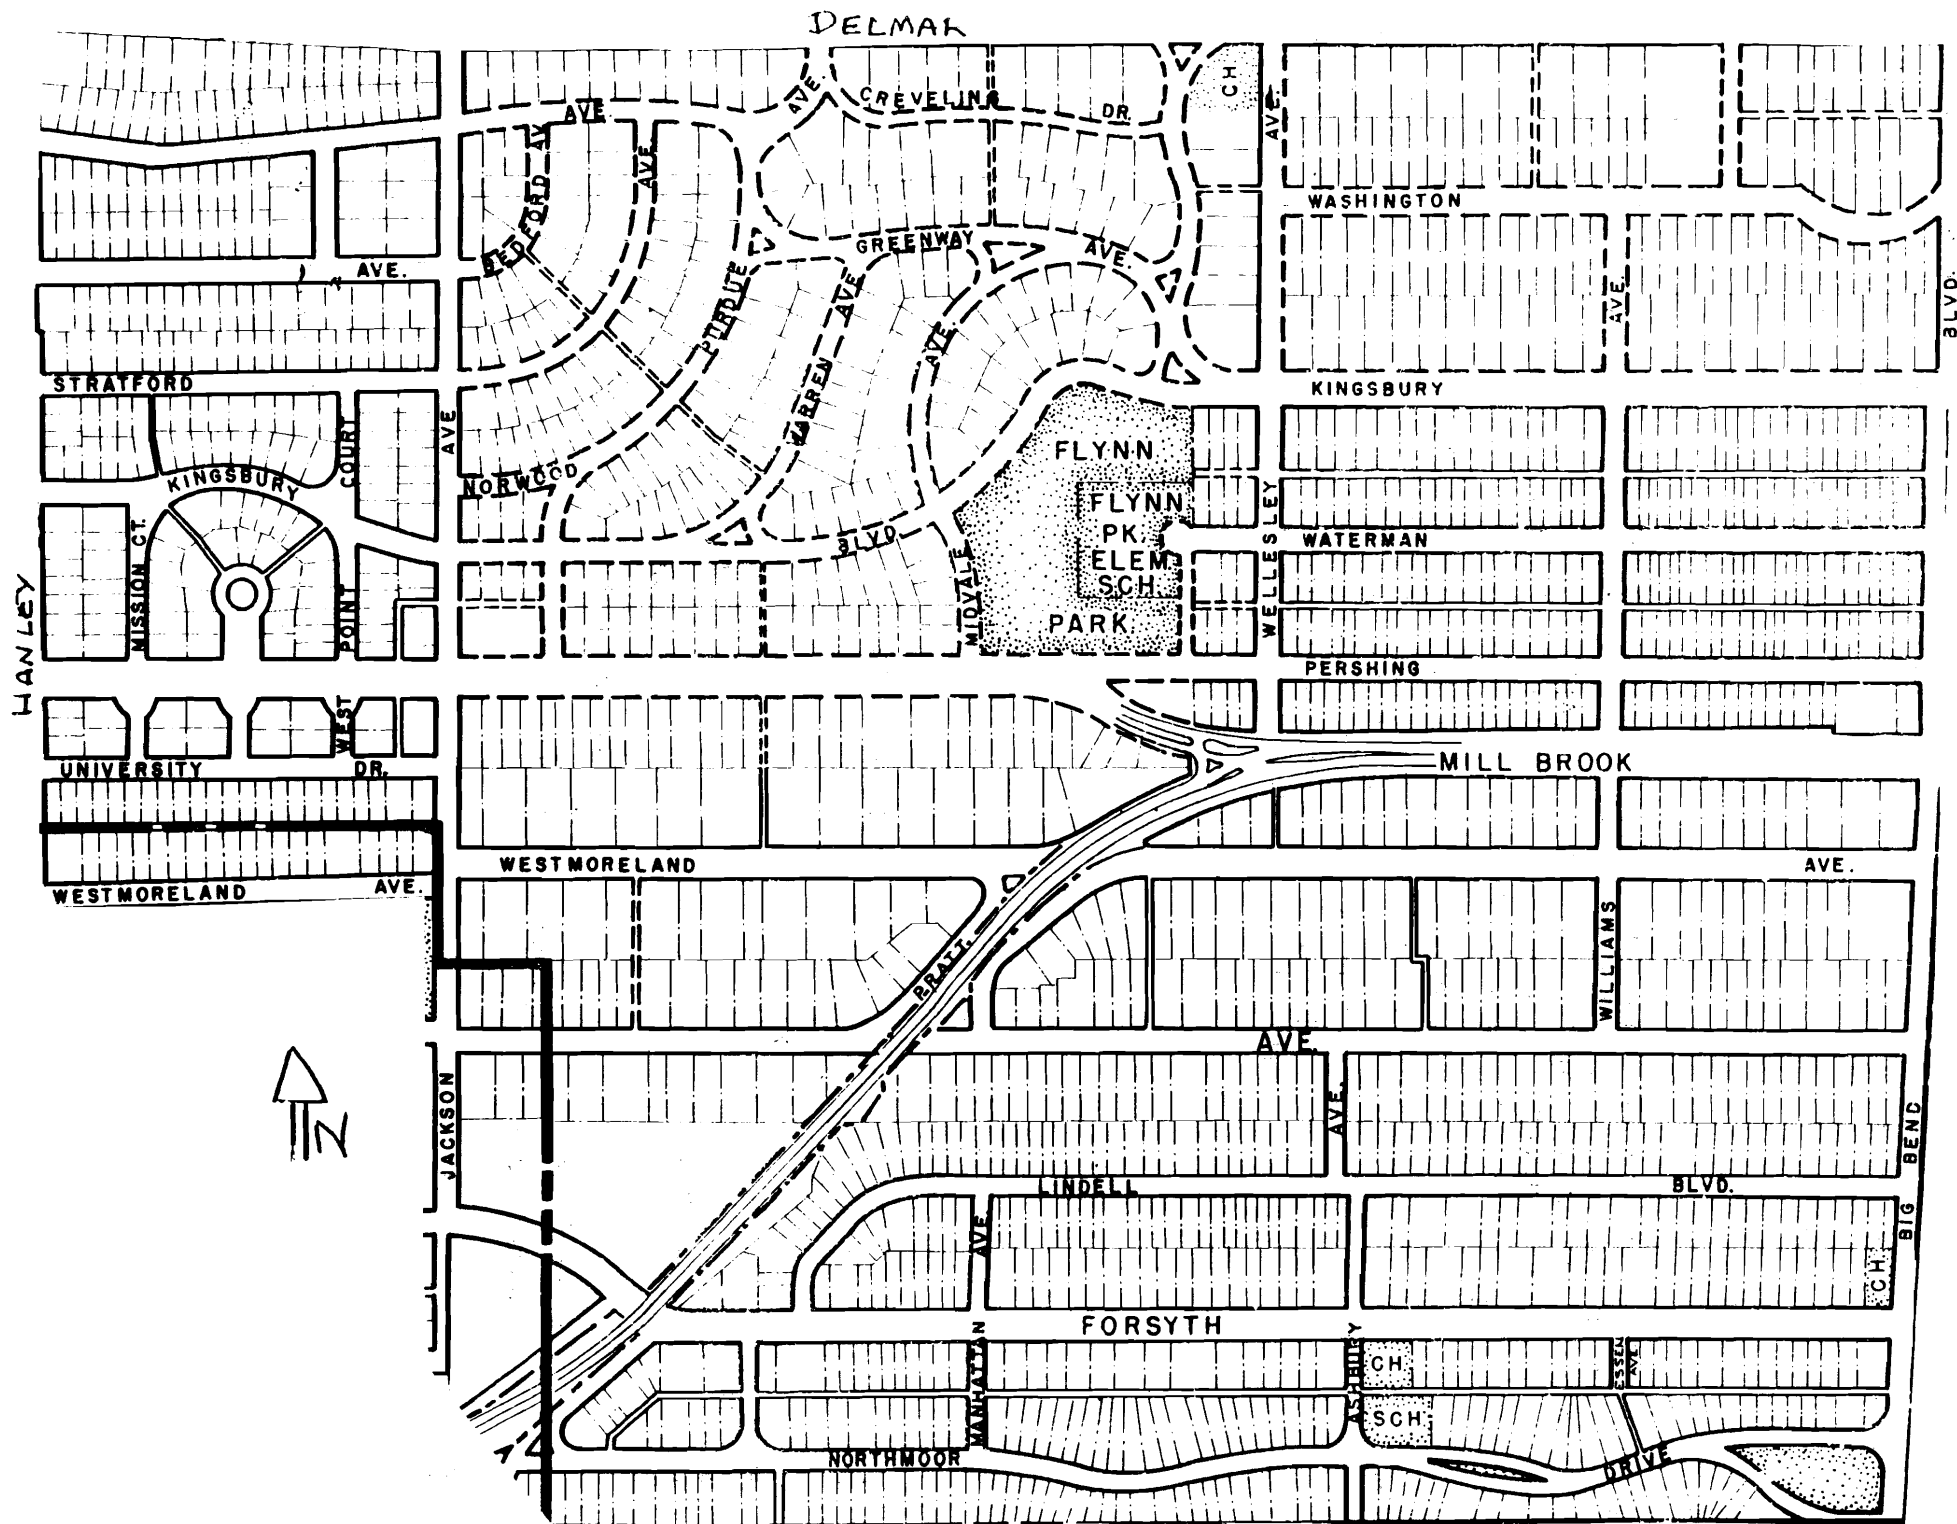 DELMAR
AVE.
CREVELING
DR.
CH
AVE.
AVE
BEDFORD AV
AVE
WASHINGTON
GREENWAY
AVE.
AVE.
PURDUE
AVE
WARREN
AVE.
AVE.
BLVD.
STRATFORD
COURT
AVE
KINGSBURY
KINGSBURY
NORWOOD
FLYNN
FLYNN
PK.
ELEM
SCH.
PARK
BLVD.
MISSION CT.
POINT
WEST
MIDVALE
WELLESLEY
WATERMAN
HANLEY
PERSHING
UNIVERSITY
DR.
MILL BROOK
WESTMORELAND
AVE.
WESTMORELAND
AVE.
PRATT.
WILLIAMS
AVE.
N
JACKSON
AVE.
BIG BEND
LINDELL
BLVD.
AVE
CH.
FORSYTH
MANHATTAN
ASHBURY
CH.
ESSEN
AVE
SCH
NORTHMOOR
DRIVE